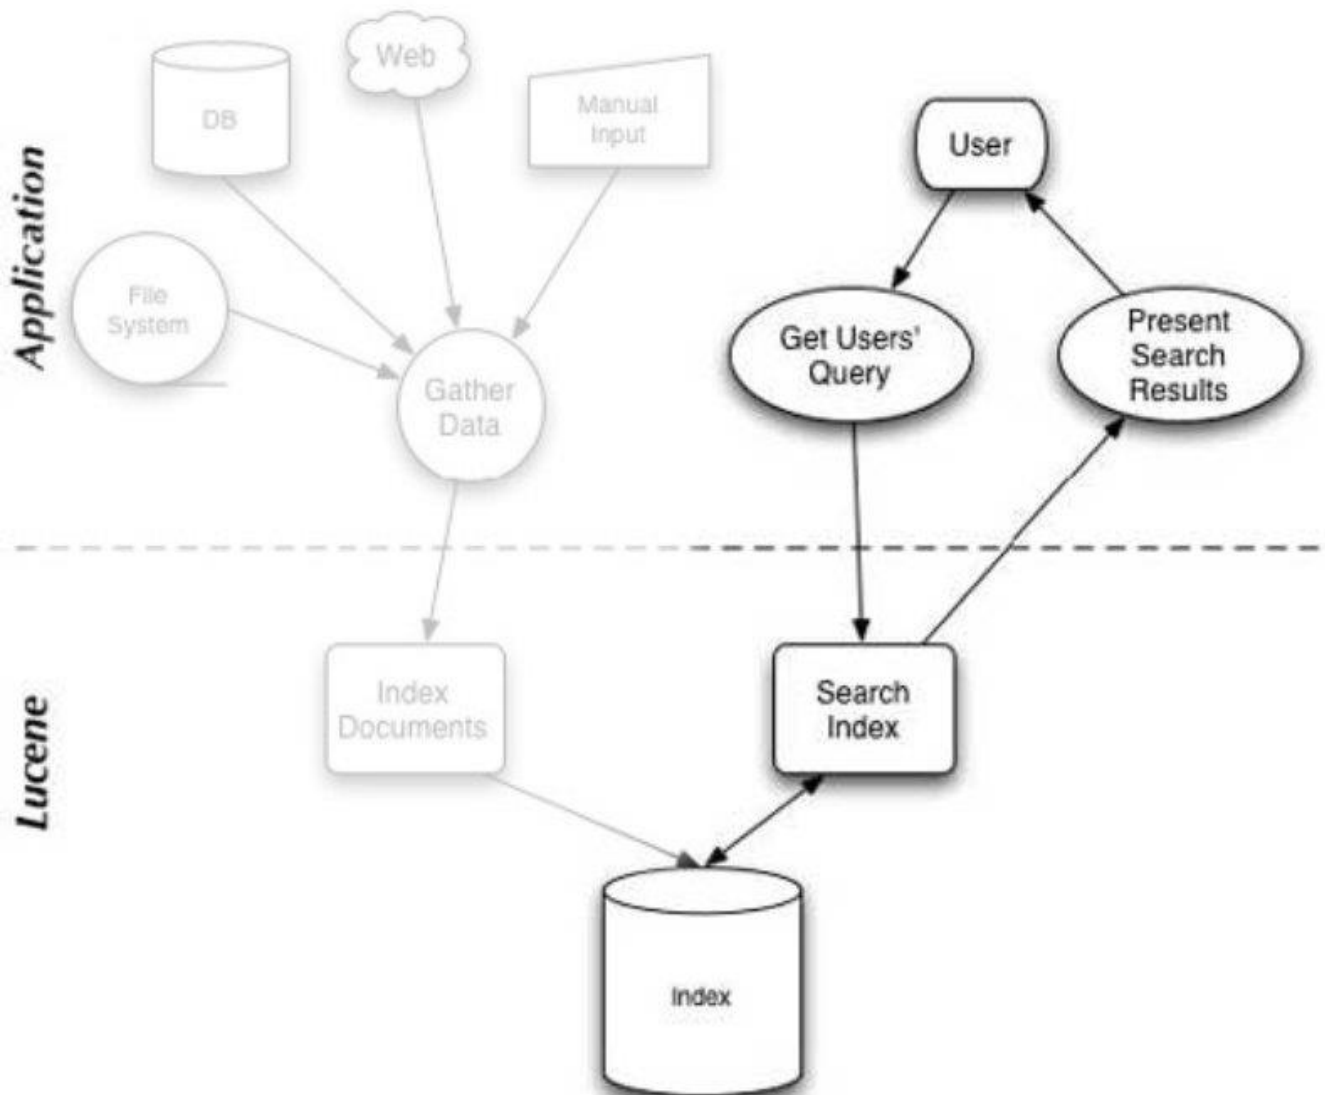 Application
DB
Web
Manual
Input
User
File
System
Gather
Data
Get Users'
Query
Present
Search
Results
Lucene
Index
Documents
Search
Index
Index